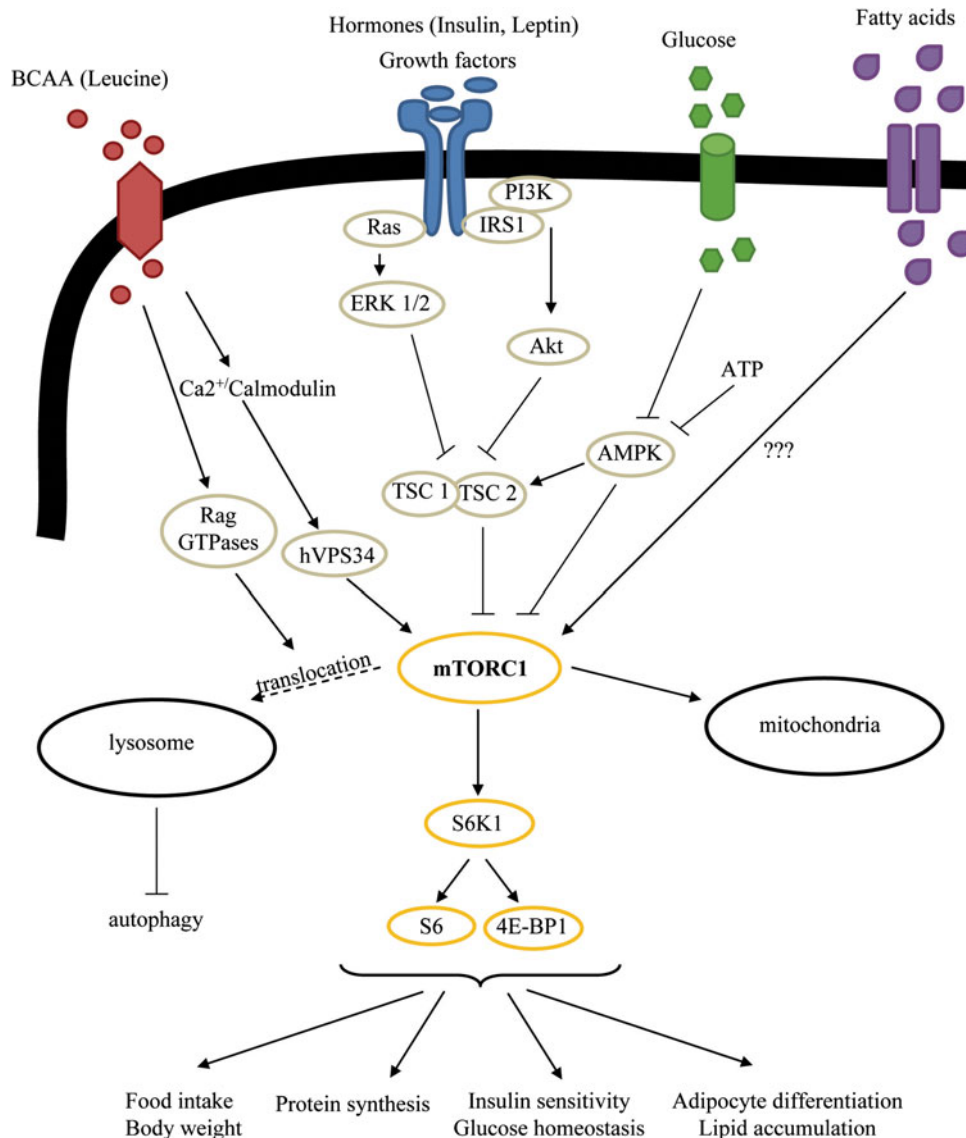 Fatty acids
Hormones (Insulin, Leptin)
Growth factors
Glucose
BCAA (Leucine)
PI3K
IRS1
Ras
ERK 1/2
Akt
ATP
Ca2+/Calmodulin
???
AMPK
TSC 1
TSC 2
Rag
GTPases
hVPS34
mTORC1
translocation
lysosome
mitochondria
S6K1
autophagy
S6
4E-BP1
Food intake
Body weight
Protein synthesis
Insulin sensitivity
Glucose homeostasis
Adipocyte differentiation
Lipid accumulation